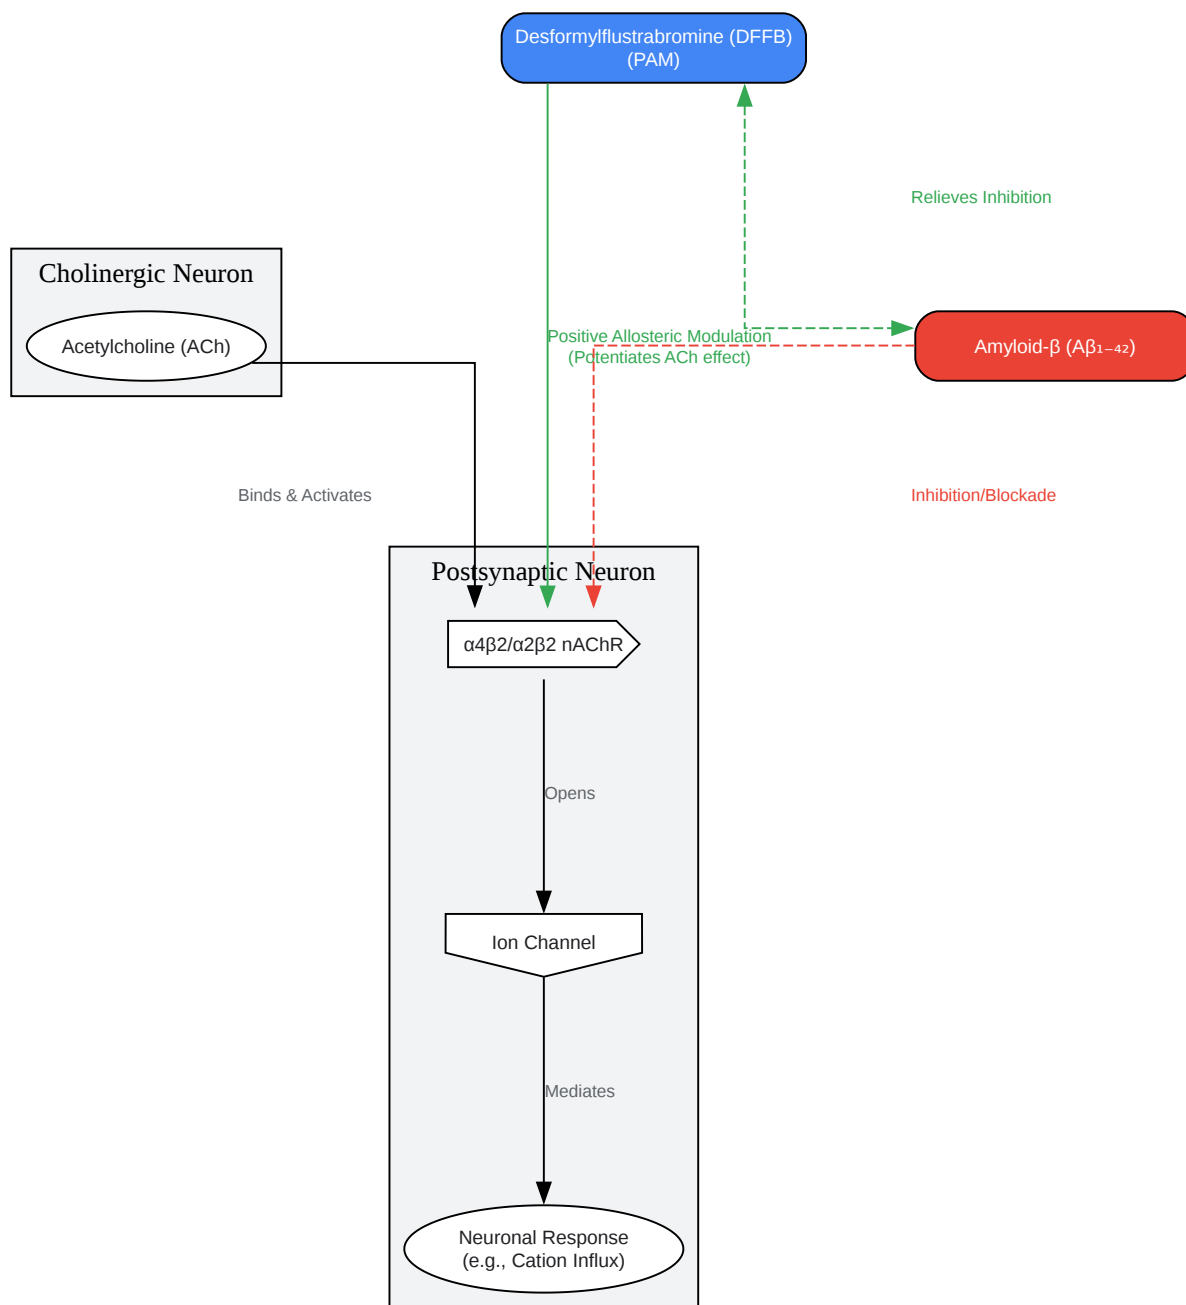 Desformylflustrabromine (DFFB)
(PAM)
Relieves Inhibition
Cholinergic Neuron
Acetylcholine (ACh)
Positive Allosteric Modulation
(Potentiates ACh effect)
Amyloid-β (Aβ₁₋₄₂)
Binds & Activates
Inhibition/Blockade
Postsynaptic Neuron
α4β2/α2β2 nAChR
Opens
Ion Channel
Mediates
Neuronal Response
(e.g., Cation Influx)